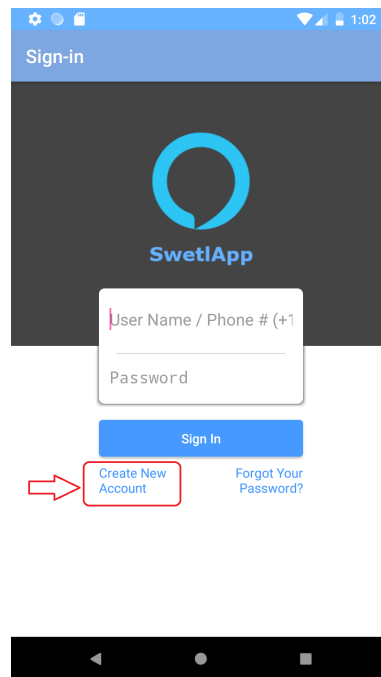 1:02
Sign-in
SwetlApp
User Name / Phone # (+1
Password
Sign In
Create New
Account
Forgot Your
Password?